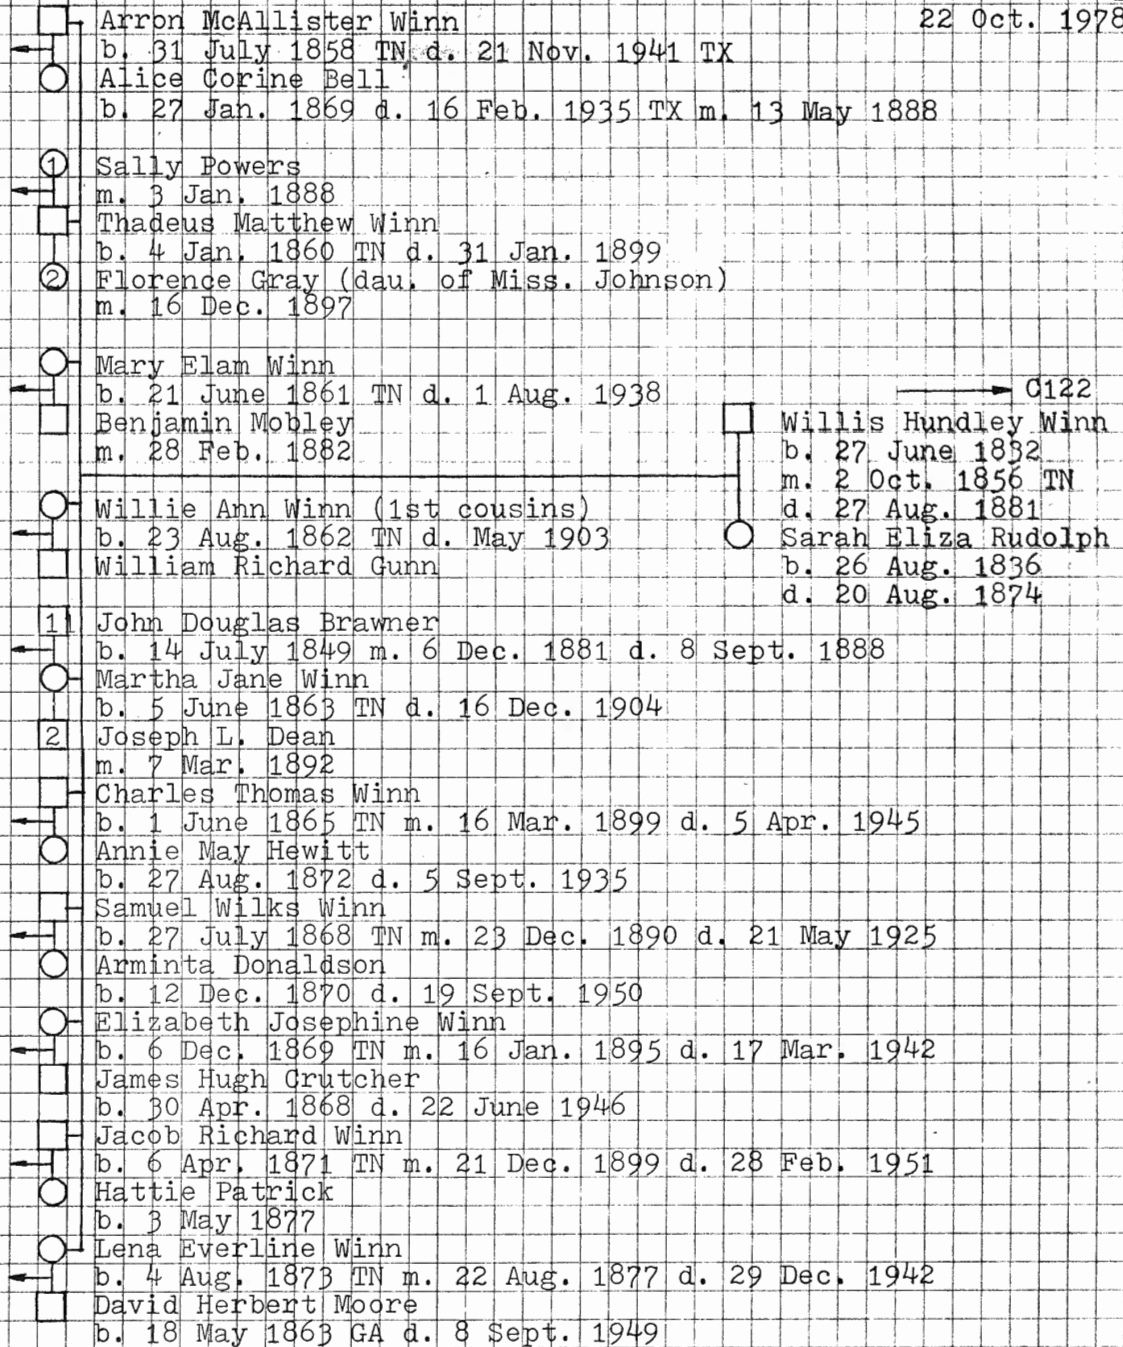 22 Oct. 1978
Arron McAllister Winn
b. 31 July 1858 TN d. 21 Nov. 1941 TX
Alice Corine Bell
b. 27 Jan. 1869 d. 16 Feb. 1935 TX m. 13 May 1888
1 Sally Powers
m. 3 Jan. 1888
Thadeus Matthew Winn
b. 4 Jan. 1860 TN d. 31 Jan. 1899
2 Florence Gray (dau. of Miss. Johnson)
m. 16 Dec. 1897
Mary Elam Winn
b. 21 June 1861 TN d. 1 Aug. 1938
Benjamin Mobley
m. 28 Feb. 1882
C122
Willis Hundley Winn
b. 27 June 1832
m. 2 Oct. 1856 TN
d. 27 Aug. 1881
Sarah Eliza Rudolph
b. 26 Aug. 1836
d. 20 Aug. 1874
Willie Ann Winn (1st cousins)
b. 23 Aug. 1862 TN d. May 1903
William Richard Gunn
1 John Douglas Brawner
b. 14 July 1849 m. 6 Dec. 1881 d. 8 Sept. 1888
Martha Jane Winn
b. 5 June 1863 TN d. 16 Dec. 1904
2 Joseph L. Dean
m. 7 Mar. 1892
Charles Thomas Winn
b. 1 June 1865 TN m. 16 Mar. 1899 d. 5 Apr. 1945
Annie May Hewitt
b. 27 Aug. 1872 d. 5 Sept. 1935
Samuel Wilks Winn
b. 27 July 1868 TN m. 23 Dec. 1890 d. 21 May 1925
Arminta Donaldson
b. 12 Dec. 1870 d. 19 Sept. 1950
Elizabeth Josephine Winn
b. 6 Dec. 1869 TN m. 16 Jan. 1895 d. 17 Mar. 1942
James Hugh Crutcher
b. 30 Apr. 1868 d. 22 June 1946
Jacob Richard Winn
b. 6 Apr. 1871 TN m. 21 Dec. 1899 d. 28 Feb. 1951
Hattie Patrick
b. 3 May 1877
Lena Everline Winn
b. 4 Aug. 1873 TN m. 22 Aug. 1877 d. 29 Dec. 1942
David Herbert Moore
b. 18 May 1863 GA d. 8 Sept. 1949